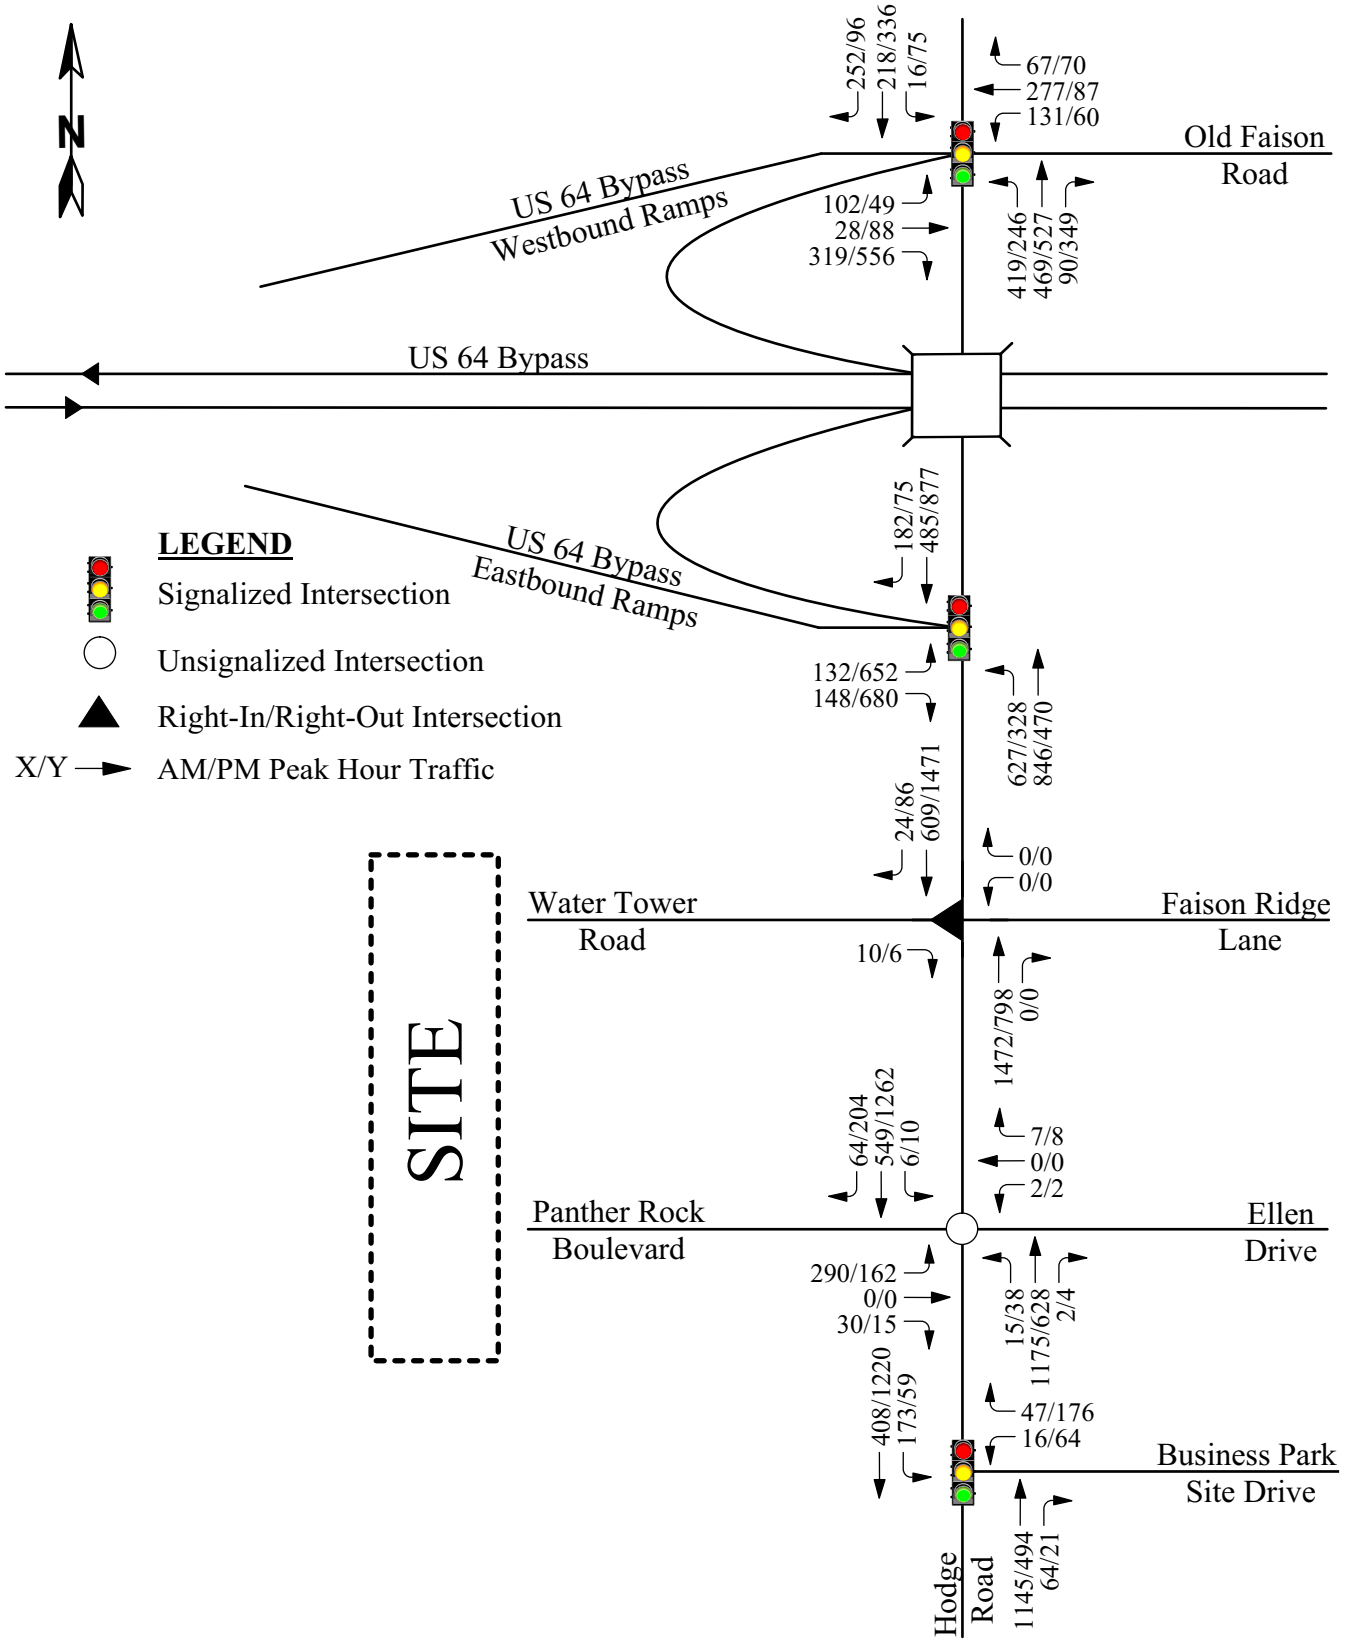 252/96
218/336
16/75
67/70
277/87
131/60
N
Old Faison
Road
US 64 Bypass
Westbound Ramps
102/49
28/88
319/556
419/246
469/527
90/349
US 64 Bypass
182/75
485/877
US 64 Bypass
Eastbound Ramps
LEGEND
Signalized Intersection
Unsignalized Intersection
Right-In/Right-Out Intersection
X/Y
AM/PM Peak Hour Traffic
132/652
148/680
627/328
846/470
24/86
609/1471
0/0
0/0
Water Tower
Road
Faison Ridge
Lane
10/6
1472/798
0/0
SITE
64/204
549/1262
6/10
7/8
0/0
2/2
Panther Rock
Boulevard
Ellen
Drive
290/162
0/0
30/15
15/38
1175/628
2/4
408/1220
173/59
47/176
16/64
Business Park
Site Drive
1145/494
64/21
Hodge
Road